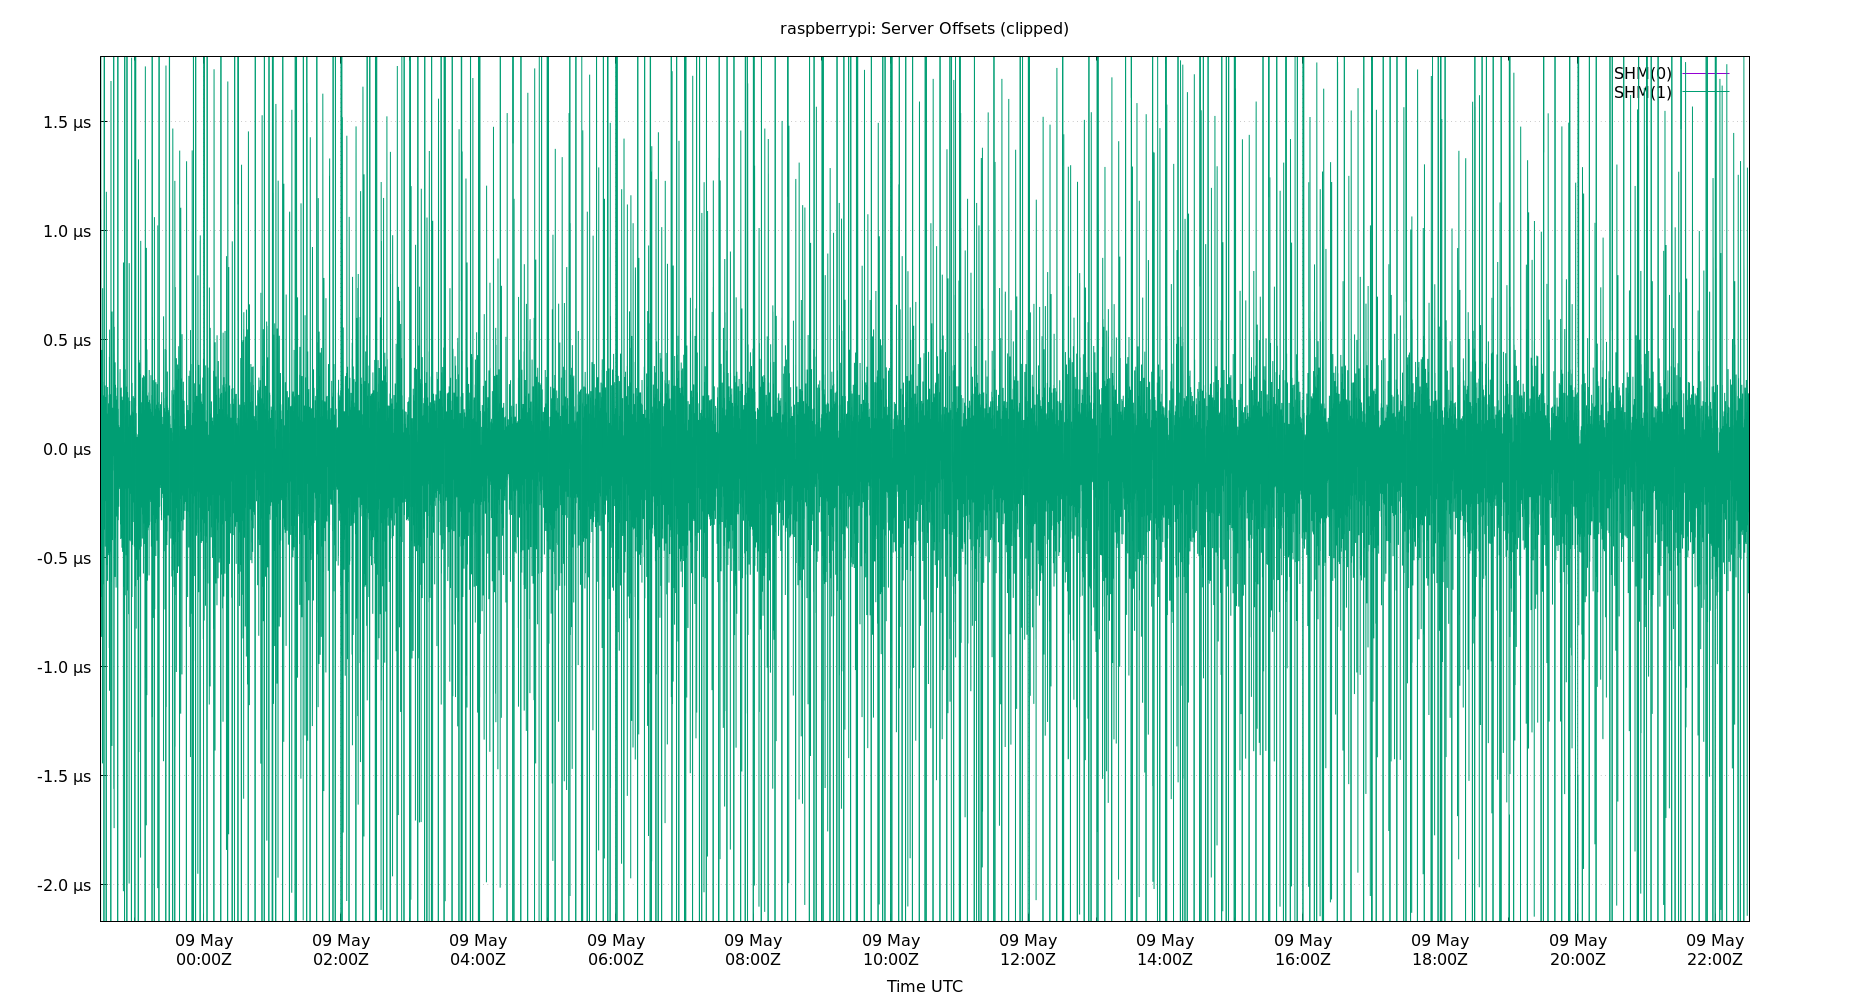 raspberrypi: Server Offsets (clipped)
SHM(0)
SHM(1)
1.5 µs
1.0 µs
0.5 µs
0.0 µs
-0.5 µs
-1.0 µs
-1.5 µs
-2.0 µs
09 May 09 May 09 May 09 May 09 May 09 May 09 May 09 May 09 May 09 May 09 May 09 May
00:00Z 02:00Z 04:00Z 06:00Z 08:00Z 10:00Z 12:00Z 14:00Z 16:00Z 18:00Z 20:00Z 22:00Z
Time UTC